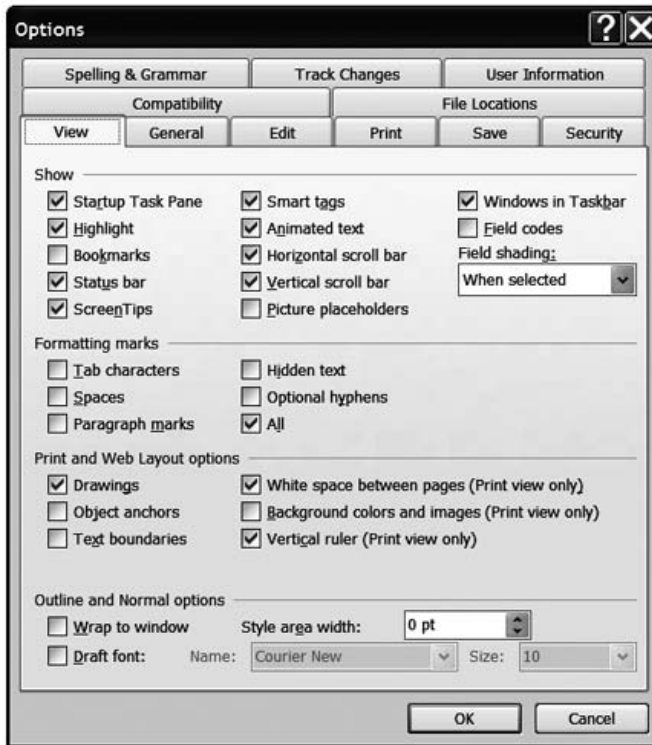 Options
Spelling & Grammar Track Changes User Information
Compatibility File Locations
View General Edit Print Save Security
Show
Startup Task Pane Smart tags Windows in Taskbar
Highlight Animated text Field codes
Bookmarks Horizontal scroll bar Field shading:
Status bar Vertical scroll bar When selected
ScreenTips Picture placeholders
Formatting marks
Tab characters Hidden text
Spaces Optional hyphens
Paragraph marks All
Print and Web Layout options
Drawings White space between pages (Print view only)
Object anchors Background colors and images (Print view only)
Text boundaries Vertical ruler (Print view only)
Outline and Normal options
Wrap to window Style area width: 0 pt
Draft font: Name: Courier New Size: 10
OK Cancel